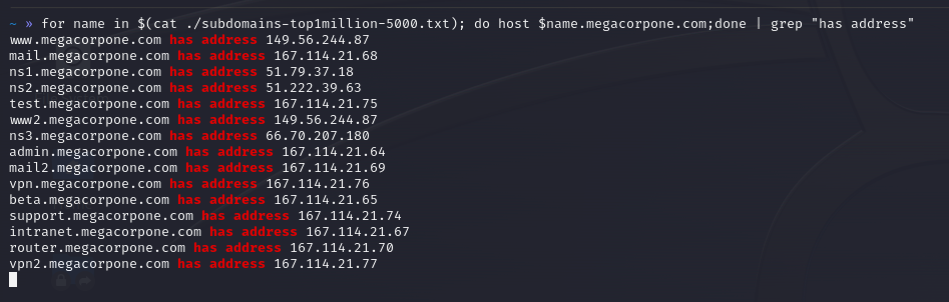 ~ » for name in $(cat ./subdomains-top1million-5000.txt); do host $name.megacorpone.com;done | grep "has address"
www.megacorpone.com has address 149.56.244.87
mail.megacorpone.com has address 167.114.21.68
ns1.megacorpone.com has address 51.79.37.18
ns2.megacorpone.com has address 51.222.39.63
test.megacorpone.com has address 167.114.21.75
www2.megacorpone.com has address 149.56.244.87
ns3.megacorpone.com has address 66.70.207.180
admin.megacorpone.com has address 167.114.21.64
mail2.megacorpone.com has address 167.114.21.69
vpn.megacorpone.com has address 167.114.21.76
beta.megacorpone.com has address 167.114.21.65
support.megacorpone.com has address 167.114.21.74
intranet.megacorpone.com has address 167.114.21.67
router.megacorpone.com has address 167.114.21.70
vpn2.megacorpone.com has address 167.114.21.77